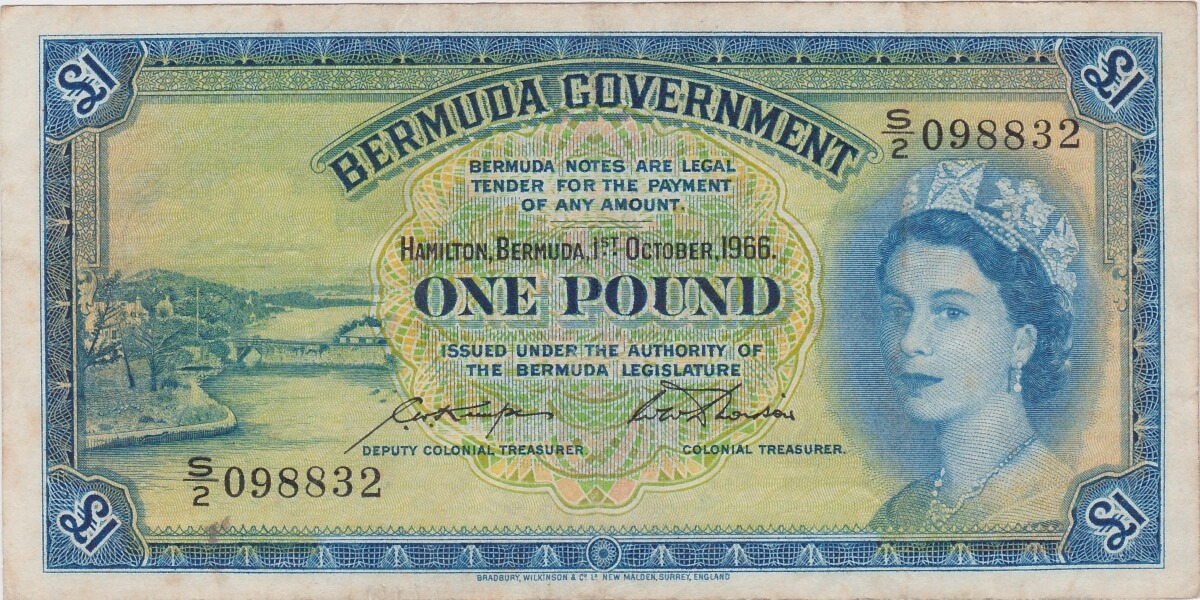 £1
£1
BERMUDA GOVERNMENT
S/2 098832
BERMUDA NOTES ARE LEGAL
TENDER FOR THE PAYMENT
OF ANY AMOUNT.
HAMILTON, BERMUDA, 1ST. OCTOBER, 1966.
ONE POUND
ISSUED UNDER THE AUTHORITY OF
THE BERMUDA LEGISLATURE
DEPUTY COLONIAL TREASURER
COLONIAL TREASURER.
S/2 098832
£1
£1
BRADBURY, WILKINSON & Co. Ld. NEW MALDEN, SURREY, ENGLAND